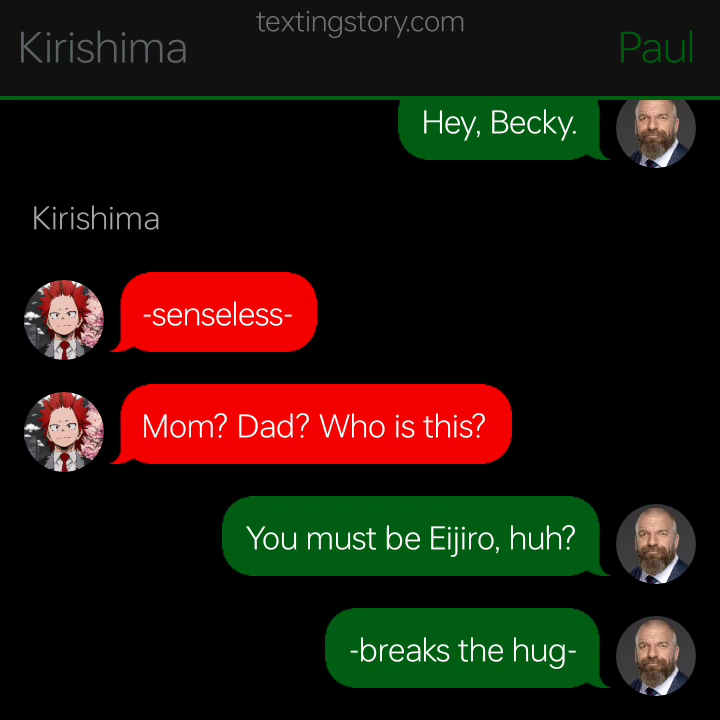 textingstory.com
Kirishima
Paul
Hey, Becky.
Kirishima
-senseless-
Mom? Dad? Who is this?
You must be Eijiro, huh?
-breaks the hug-